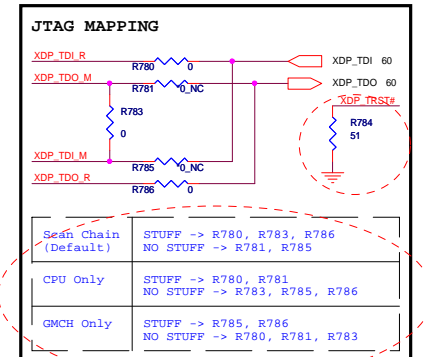 JTAG MAPPING
XDP_TDI_R
R780 0
XDP_TDI 60
XDP_TDO_M
R781 0_NC
XDP_TDO 60
XDP_TRST#
R783
0
R784
51
XDP_TDI_M
R785 0_NC
XDP_TDO_R
R786 0
Scan Chain
(Default)
STUFF -> R780, R783, R786
NO STUFF -> R781, R785
CPU Only
STUFF -> R780, R781
NO STUFF -> R783, R785, R786
GMCH Only
STUFF -> R785, R786
NO STUFF -> R780, R781, R783